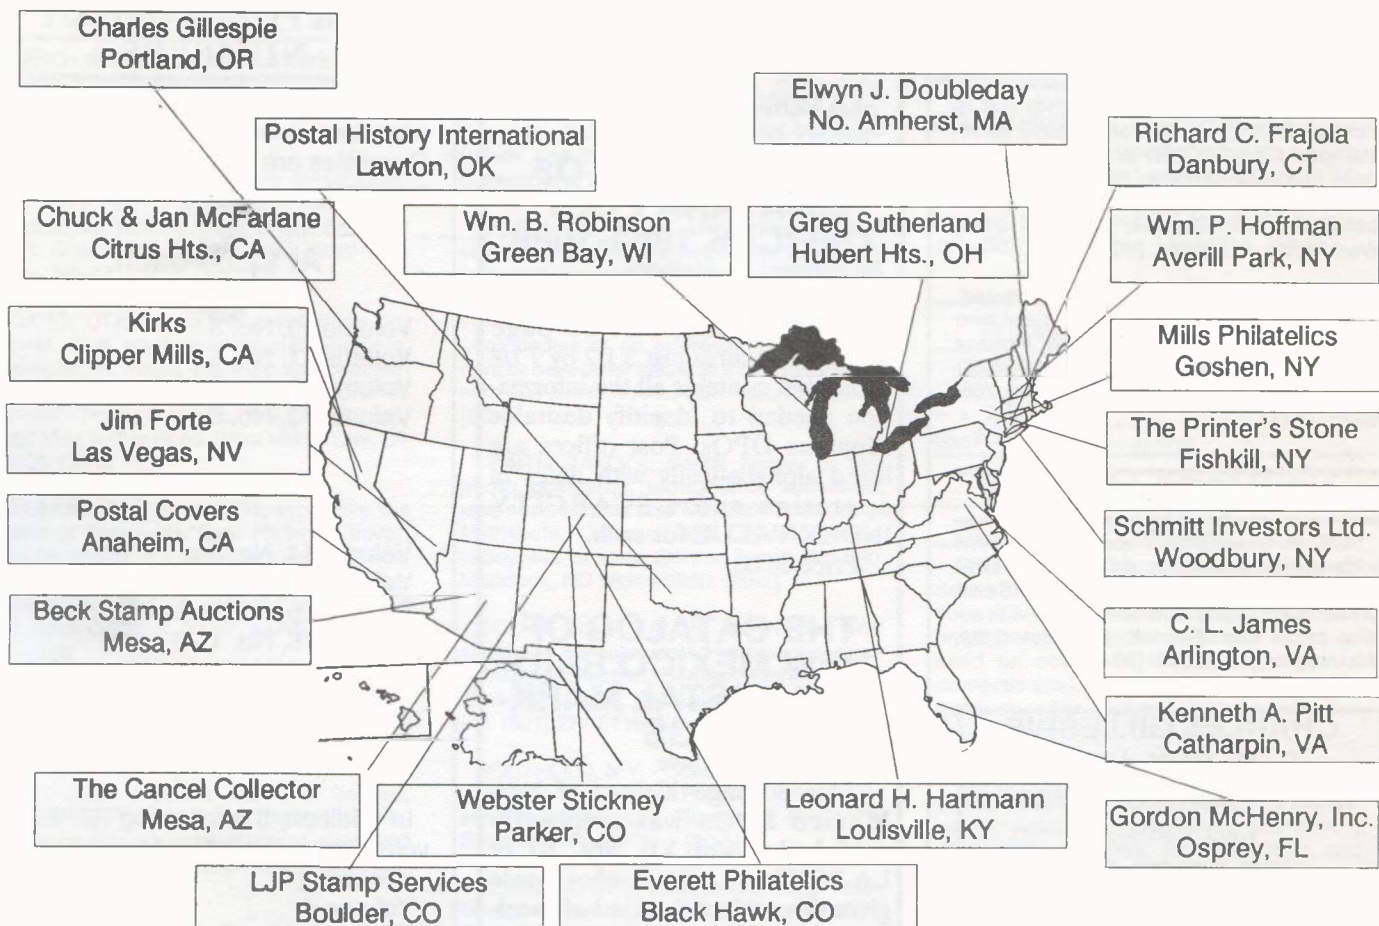 Charles Gillespie
Portland, OR
Postal History International
Lawton, OK
Chuck & Jan McFarlane
Citrus Hts., CA
Kirks
Clipper Mills, CA
Jim Forte
Las Vegas, NV
Postal Covers
Anaheim, CA
Beck Stamp Auctions
Mesa, AZ
The Cancel Collector
Mesa, AZ
LJP Stamp Services
Boulder, CO
Webster Stickney
Parker, CO
Everett Philatelics
Black Hawk, CO
Leonard H. Hartmann
Louisville, KY
Wm. B. Robinson
Green Bay, WI
Greg Sutherland
Hubert Hts., OH
Elwyn J. Doubleday
No. Amherst, MA
Richard C. Frajola
Danbury, CT
Wm. P. Hoffman
Averill Park, NY
Mills Philatelics
Goshen, NY
The Printer's Stone
Fishkill, NY
Schmitt Investors Ltd.
Woodbury, NY
C.L. James
Arlington, VA
Kenneth A. Pitt
Catharpin, VA
Gordon McHenry, Inc.
Osprey, FL